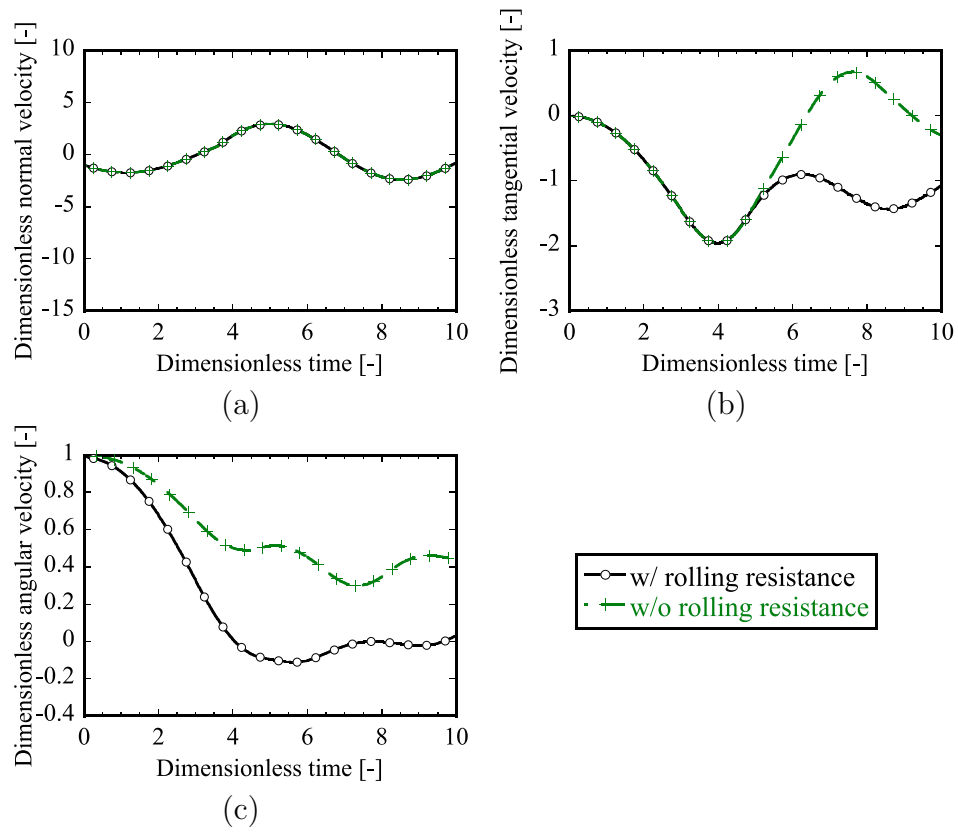 Dimensionless normal velocity [-]
10
5
0
-5
-10
-15
0 2 4 6 8 10
Dimensionless time [-]
(a)
Dimensionless tangential velocity [-]
1
0
-1
-2
-3
0 2 4 6 8 10
Dimensionless time [-]
(b)
Dimensionless angular velocity [-]
1
0.8
0.6
0.4
0.2
0
-0.2
-0.4
0 2 4 6 8 10
Dimensionless time [-]
(c)
w/ rolling resistance
w/o rolling resistance